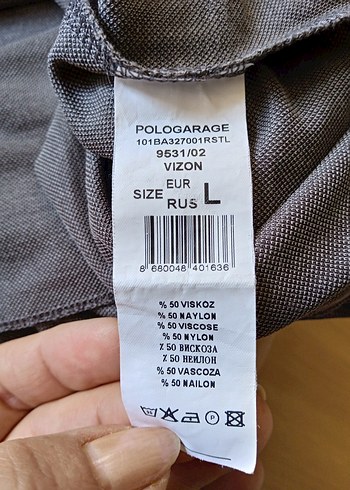 POLOGARAGE
101BA327001RSTL
9531/02
VIZON
SIZE EUR RUS L
8 680048 401636
% 50 VISKOZ
% 50 NAYLON
% 50 VISCOSE
% 50 NYLON
% 50 ВИСКОЗА
% 50 НЕЙЛОН
% 50 VASCOZA
% 50 NAILON
P